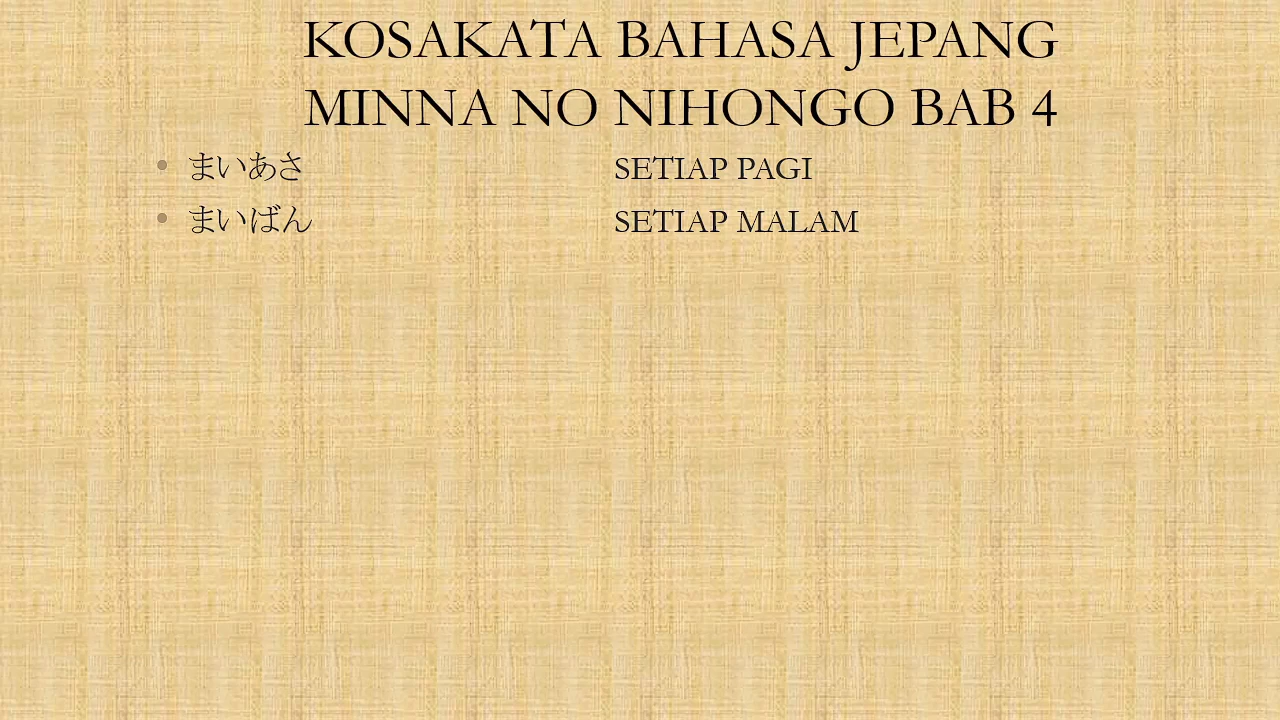 KOSAKATA BAHASA JEPANG
MINNA NO NIHONGO BAB 4
• まいあさ SETIAP PAGI
• まいばん SETIAP MALAM